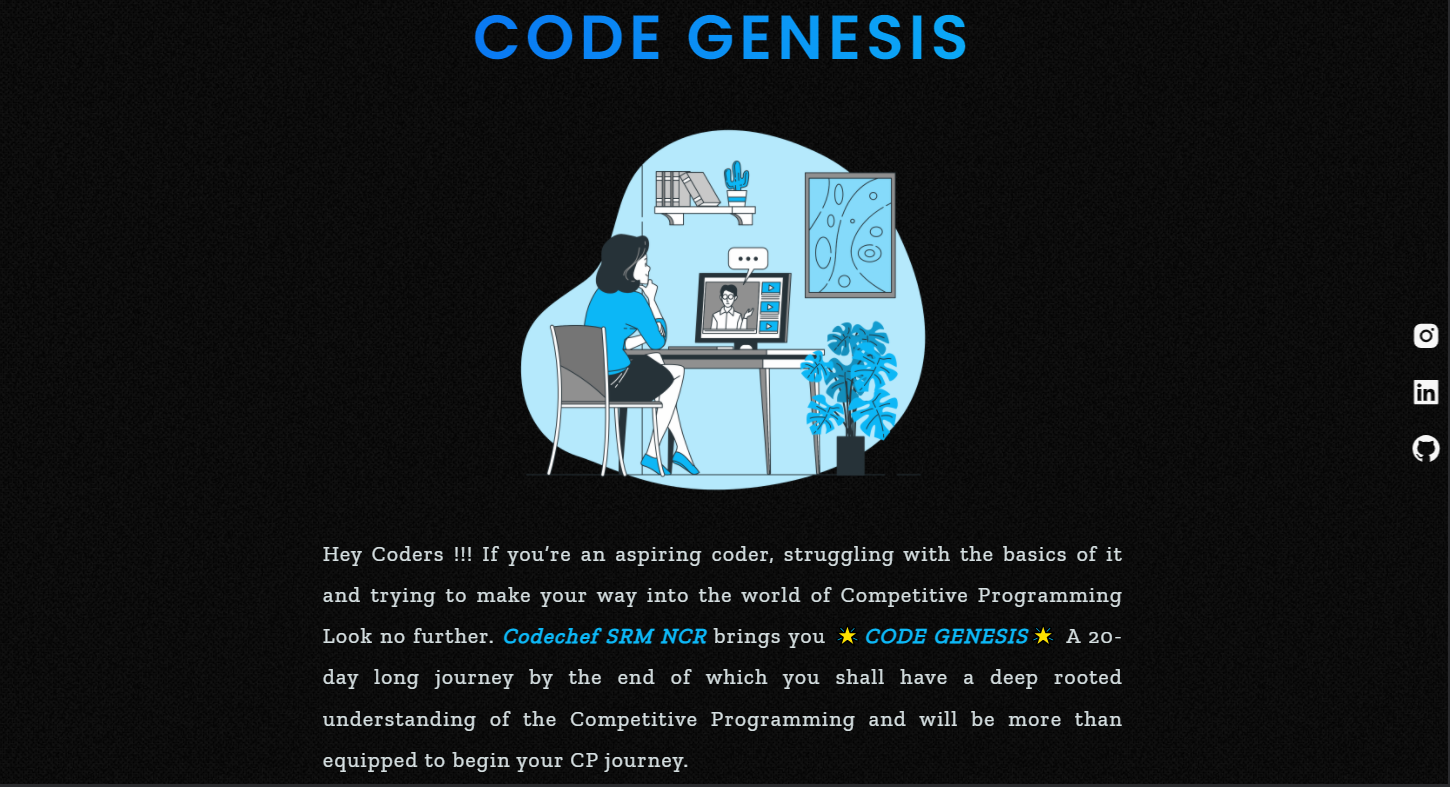 CODE GENESIS
Hey Coders !!! If you’re an aspiring coder, struggling with the basics of it
and trying to make your way into the world of Competitive Programming
Look no further. Codechef SRM NCR brings you ⭐ CODE GENESIS ⭐ A 20-
day long journey by the end of which you shall have a deep rooted
understanding of the Competitive Programming and will be more than
equipped to begin your CP journey.
in